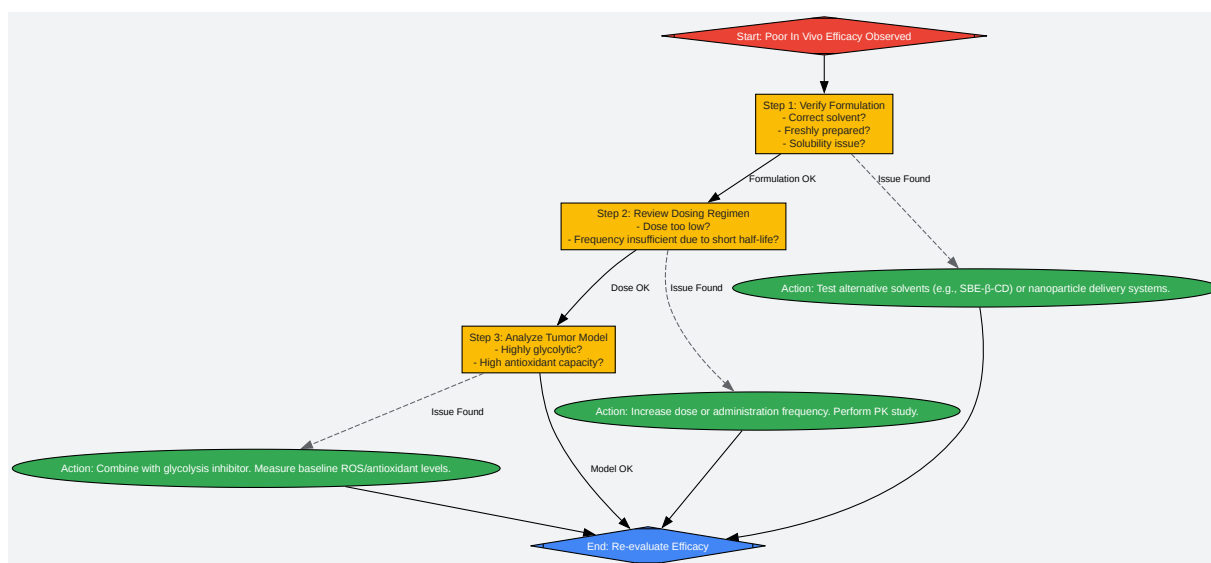 Start: Poor In Vivo Efficacy Observed
Step 1: Verify Formulation
- Correct solvent?
- Freshly prepared?
- Solubility issue?
Formulation OK
Issue Found
Step 2: Review Dosing Regimen
- Dose too low?
- Frequency insufficient due to short half-life?
Dose OK
Issue Found
Action: Test alternative solvents (e.g., SBE-β-CD) or nanoparticle delivery systems.
Step 3: Analyze Tumor Model
- Highly glycolytic?
- High antioxidant capacity?
Issue Found
Action: Increase dose or administration frequency. Perform PK study.
Model OK
Action: Combine with glycolysis inhibitor. Measure baseline ROS/antioxidant levels.
End: Re-evaluate Efficacy